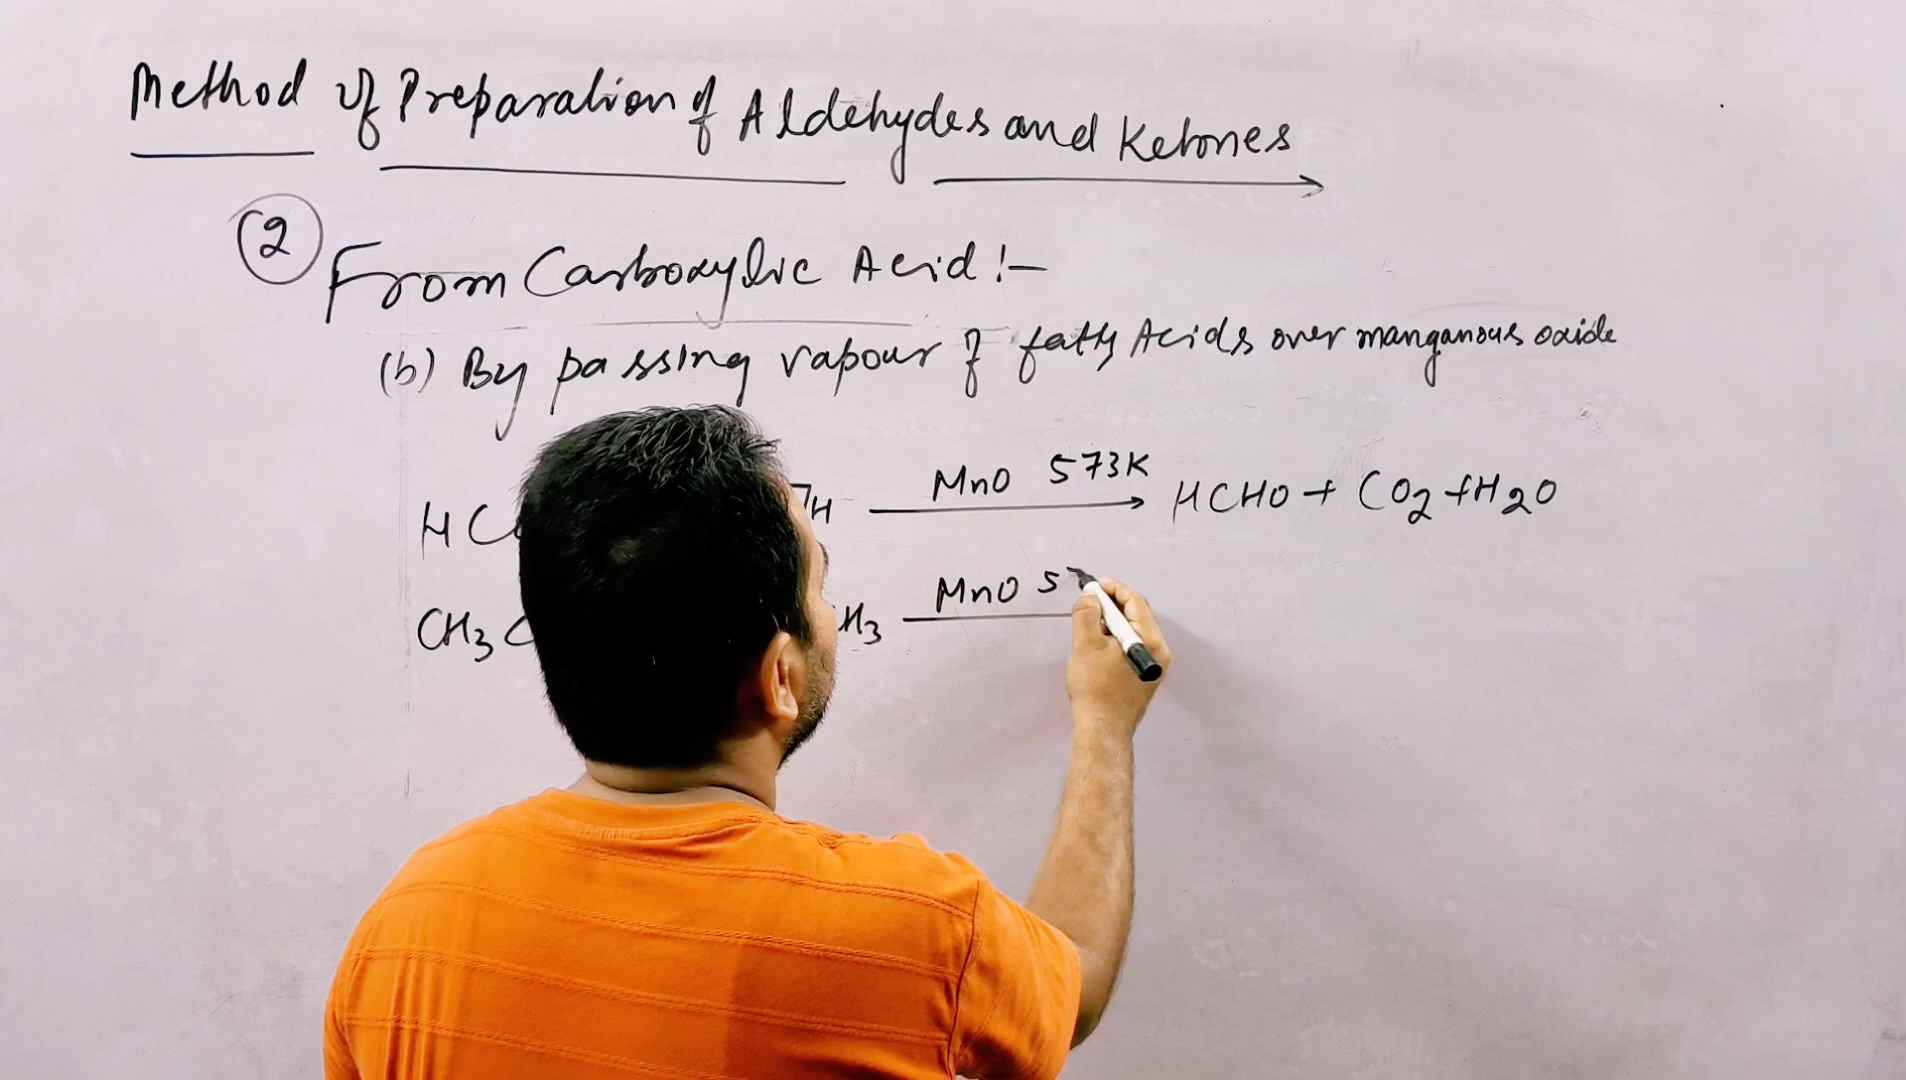 Method of Preparation of Aldehydes and Ketones
2
From Carboxylic Acid :-
(b) By passing vapour of fatty Acids over manganous oxide
MnO 573K
HC H → HCHO + CO2 + H2O
MnO 5
CH3 H3